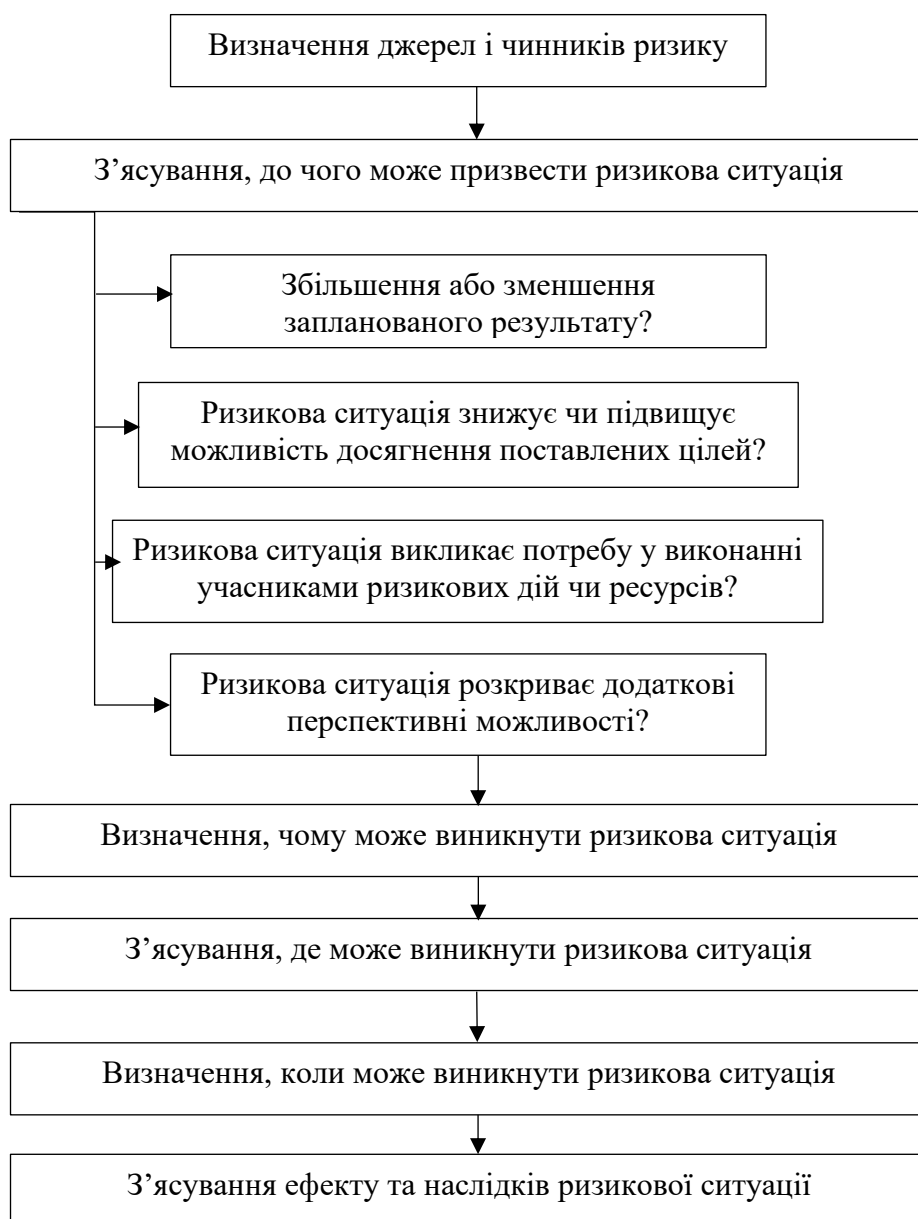 Визначення джерел і чинників ризику
З’ясування, до чого може призвести ризикова ситуація
Збільшення або зменшення
запланованого результату?
Ризикова ситуація знижує чи підвищує
можливість досягнення поставлених цілей?
Ризикова ситуація викликає потребу у виконанні
учасниками ризикових дій чи ресурсів?
Ризикова ситуація розкриває додаткові
перспективні можливості?
Визначення, чому може виникнути ризикова ситуація
З’ясування, де може виникнути ризикова ситуація
Визначення, коли може виникнути ризикова ситуація
З’ясування ефекту та наслідків ризикової ситуації